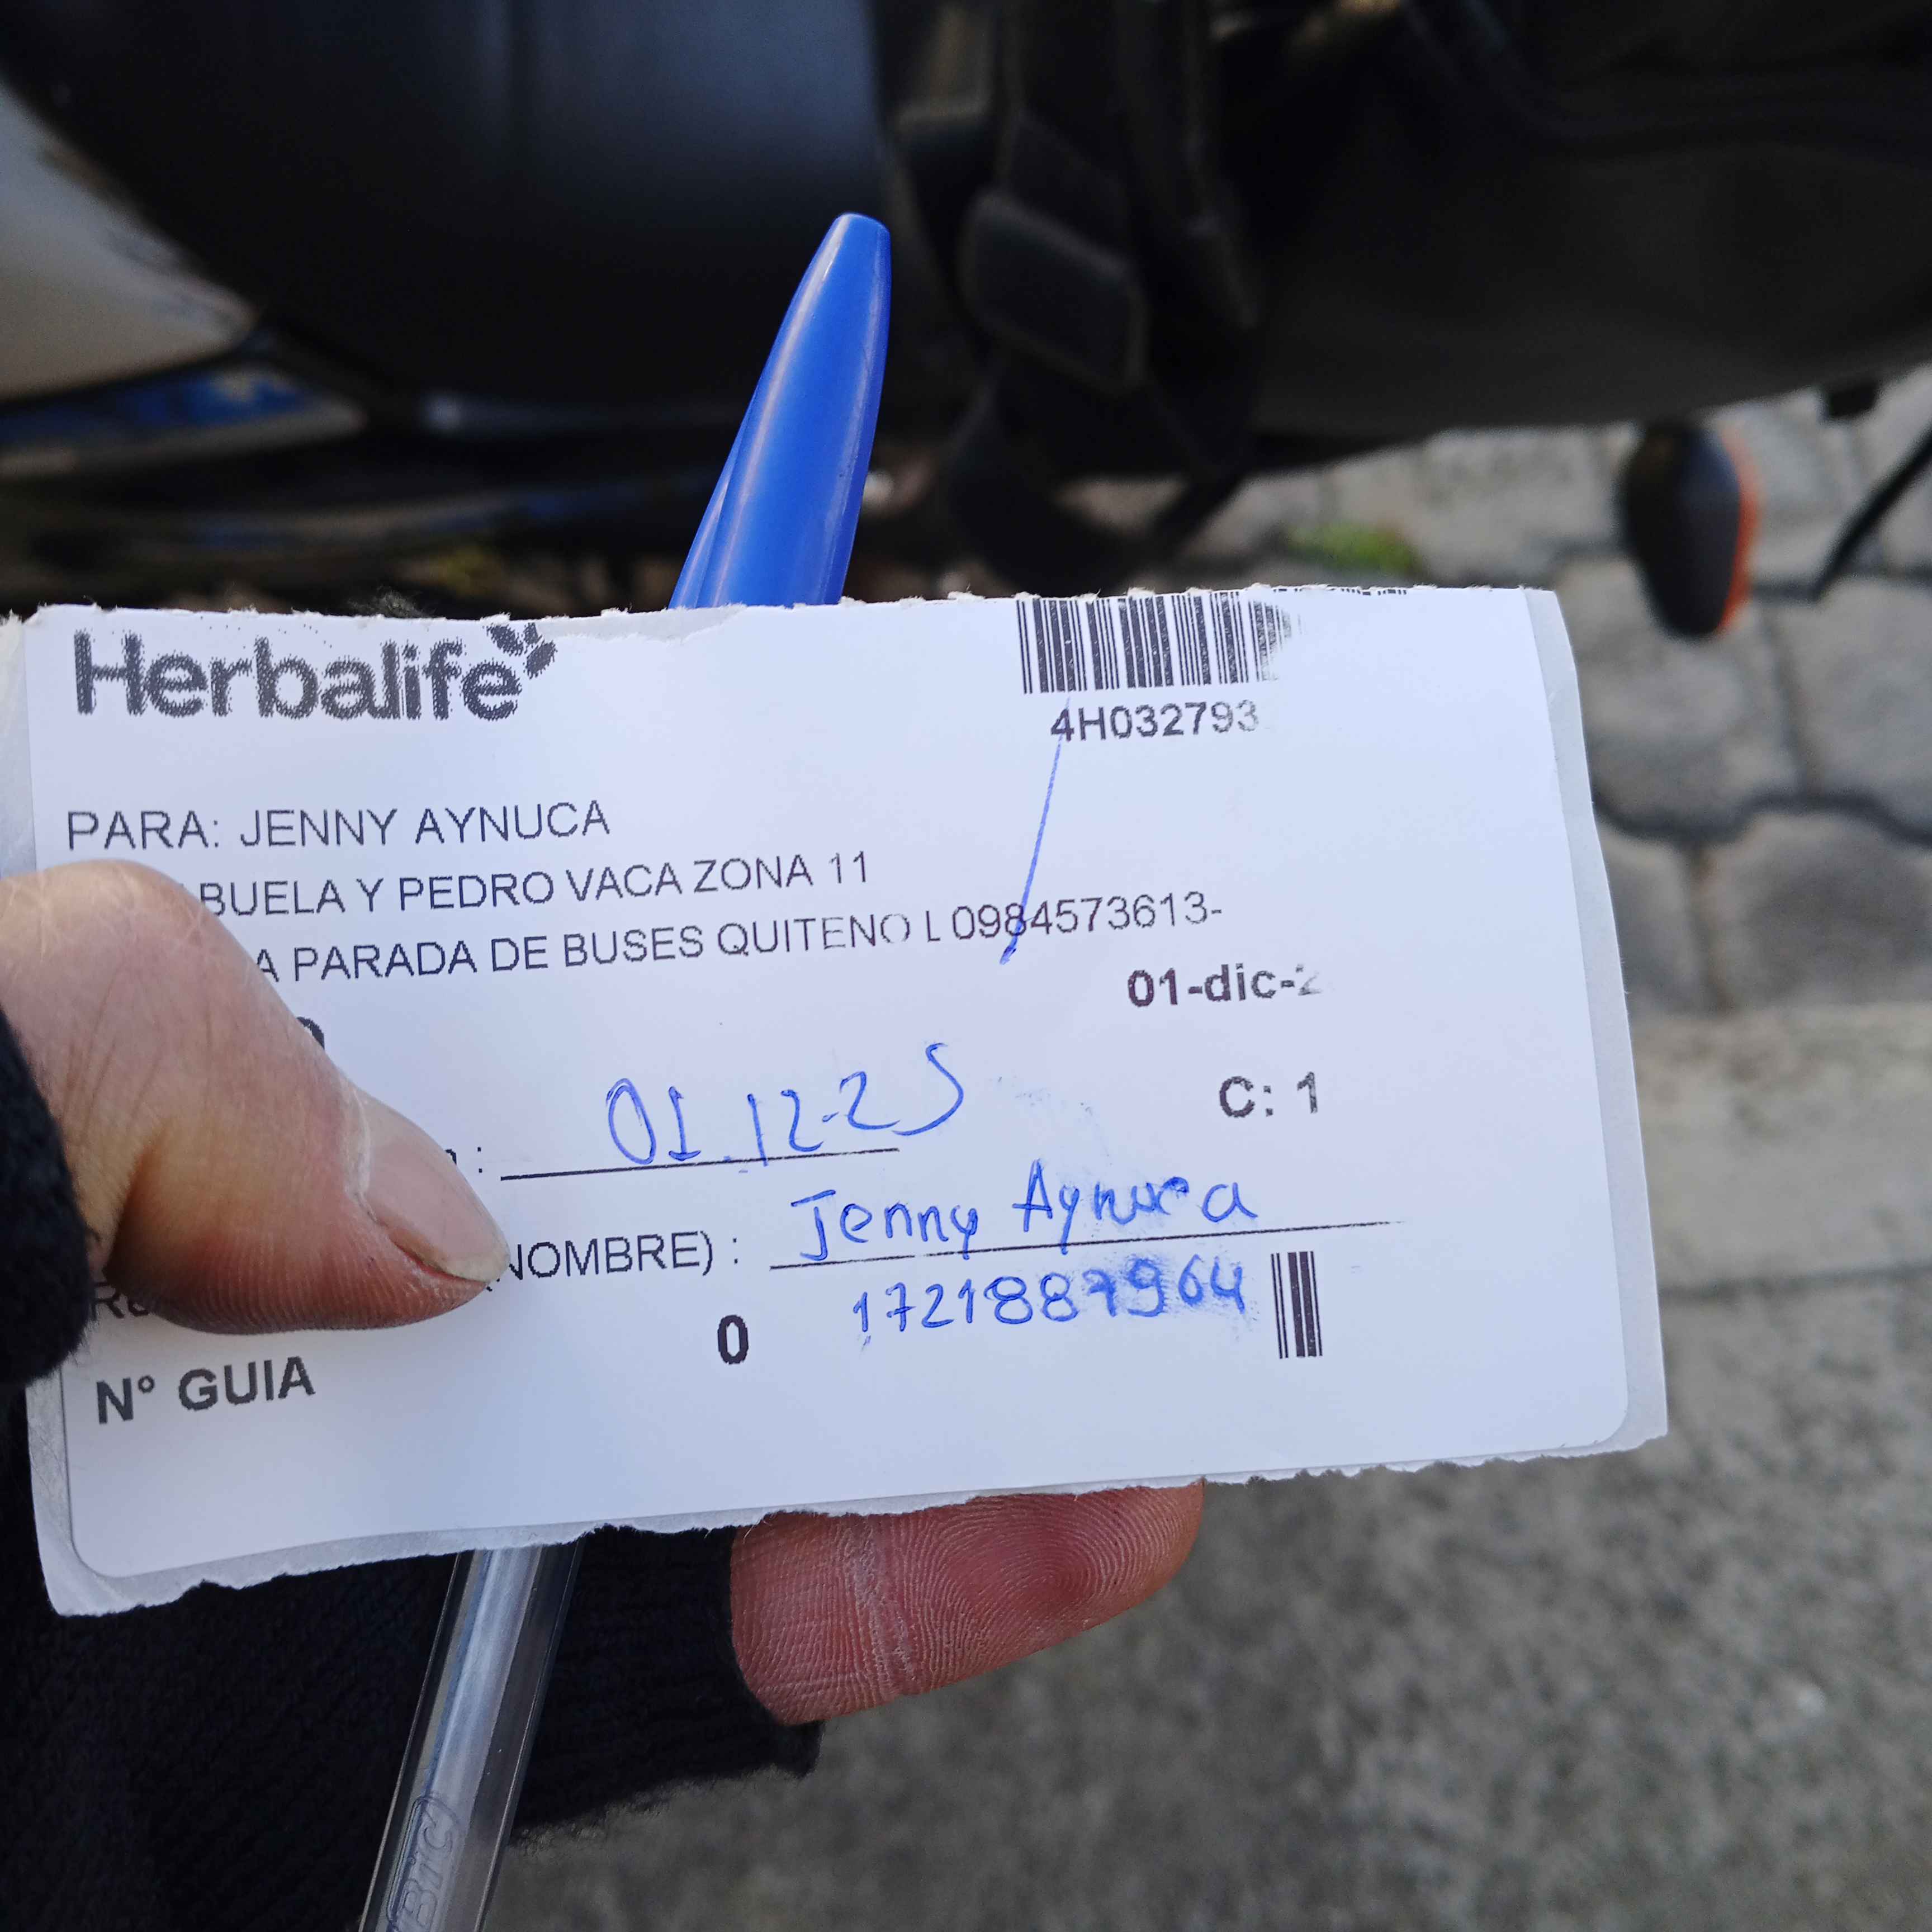 Herbalife
4H032793
PARA: JENNY AYNUCA
BUELA Y PEDRO VACA ZONA 11
A PARADA DE BUSES QUITENO L 0984573613-
01-dic-2
01.12-25
C: 1
NOMBRE) : Jenny Aynuca
1721887964
0
N° GUIA
BIC